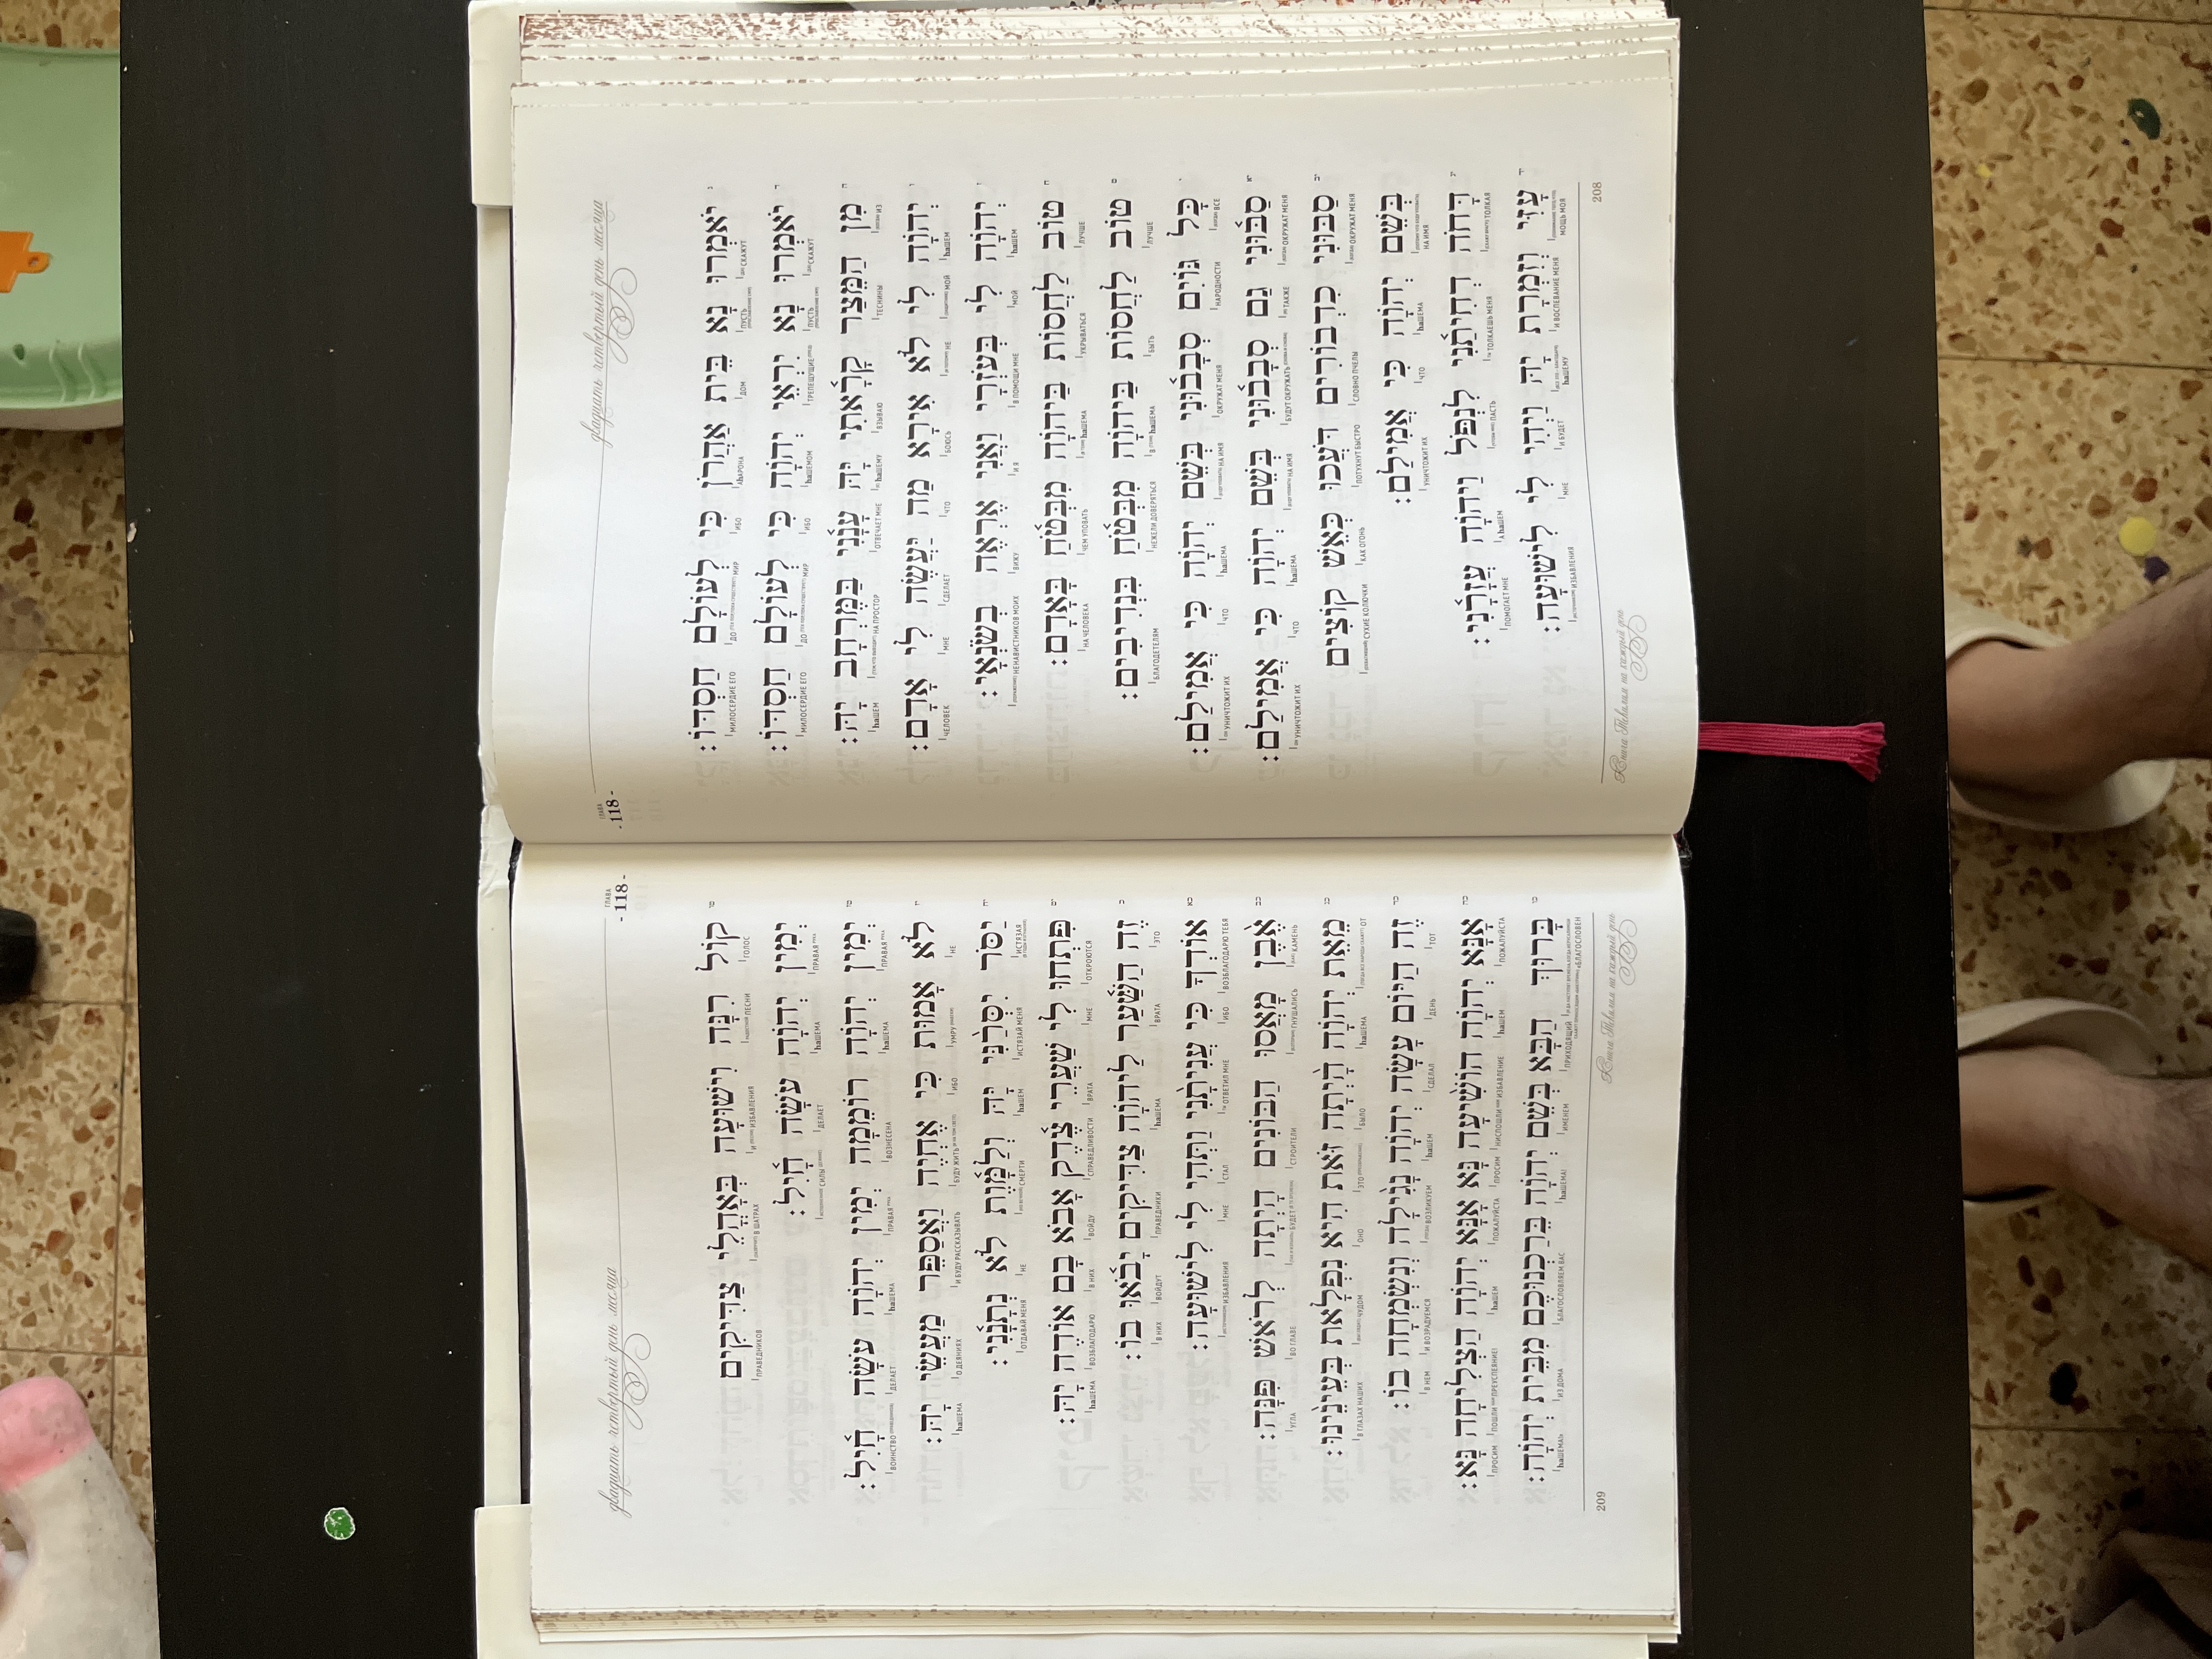 двадцать четвертый день месяца
ГЛАВА
- 118 -
ג יֹאמְרוּ נָא בֵּית אַהֲרֹן כִּי לְעוֹלָם חַסְדּוֹ:
СКАЖУТ ПУСТЬ ДОМ АhАРОНА ИБО ДО МИР МИЛОСЕРДИЕ ЕГО
ד יֹאמְרוּ נָא יִרְאֵי יְהוָֹה כִּי לְעוֹלָם חַסְדּוֹ:
СКАЖУТ ПУСТЬ ТРЕПЕЩУЩИЕ haШЕМОМ ИБО ДО МИР МИЛОСЕРДИЕ ЕГО
ה מִן הַמֵּצַר קָרָאתִי יָּהּ עָנָנִי בַמֶּרְחָב יָהּ:
ИЗ ТЕСНИНЫ ВЗЫВАЮ haШЕМУ ОТВЕЧАЕТ МНЕ НА ПРОСТОР haШЕМ
ו יְהוָֹה לִי לֹא אִירָא מַה יַּעֲשֶׂה לִי אָדָם:
haШЕМ МОЙ НЕ БОЮСЬ ЧТО СДЕЛАЕТ МНЕ ЧЕЛОВЕК
ז יְהוָֹה לִי בְּעֹזְרָי וַאֲנִי אֶרְאֶה בְשֹׂנְאָי:
haШЕМ МОЙ В ПОМОЩИ МНЕ И Я ВИЖУ НЕНАВИСТНИКОВ МОИХ
ח טוֹב לַחֲסוֹת בַּיהוָֹה מִבְּטֹחַ בָּאָדָם:
ЛУЧШЕ УКРЫВАТЬСЯ haШЕМА ЧЕМ УПОВАТЬ НА ЧЕЛОВЕКА
ט טוֹב לַחֲסוֹת בַּיהוָֹה מִבְּטֹחַ בִּנְדִיבִים:
ЛУЧШЕ БЫТЬ В haШЕМА НЕЖЕЛИ ДОВЕРЯТЬСЯ БЛАГОДЕТЕЛЯМ
י כָּל גּוֹיִם סְבָבוּנִי בְּשֵׁם יְהוָֹה כִּי אֲמִילַם:
ВСЕ НАРОДНОСТИ ОКРУЖАТ МЕНЯ НА ИМЯ haШЕМА ЧТО УНИЧТОЖИТ ИХ
יא סַבּוּנִי גַם סְבָבוּנִי בְּשֵׁם יְהוָֹה כִּי אֲמִילַם:
ОКРУЖАТ МЕНЯ ТАКЖЕ БУДУТ ОКРУЖАТЬ НА ИМЯ haШЕМА ЧТО УНИЧТОЖИТ ИХ
יב סַבּוּנִי כִדְבוֹרִים דֹּעֲכוּ כְּאֵשׁ קוֹצִים
ОКРУЖАТ МЕНЯ СЛОВНО ПЧЕЛЫ ПОТУХНУТ БЫСТРО КАК ОГОНЬ СУХИЕ КОЛЮЧКИ
בְּשֵׁם יְהוָֹה כִּי אֲמִילַם:
НА ИМЯ haШЕМА ЧТО УНИЧТОЖИТ ИХ
יג דָּחֹה דְחִיתַנִי לִנְפֹּל וַיהוָֹה עֲזָרָנִי:
ТОЛКАЯ ТОЛКАЕШЬ МЕНЯ ПАСТЬ А haШЕМ ПОМОГАЕТ МНЕ
יד עָזִּי וְזִמְרָת יָהּ וַיְהִי לִי לִישׁוּעָה:
МОЩЬ МОЯ И ВОСПЕВАНИЕ МЕНЯ haШЕМУ И БУДЕТ МНЕ ИЗБАВЛЕНИЯ
208
Книга Теhилим на каждый день
двадцать четвертый день месяца
ГЛАВА
- 118 -
טו קוֹל רִנָּה וִישׁוּעָה בְּאָהֳלֵי צַדִּיקִים
ГОЛОС ПЕСНИ И ИЗБАВЛЕНИЯ В ШАТРАХ ПРАВЕДНИКОВ
יְמִין יְהוָֹה עֹשָׂה חָיִל:
ПРАВАЯ РУКА haШЕМА ДЕЛАЕТ СИЛЫ
טז יְמִין יְהוָֹה רוֹמֵמָה יְמִין יְהוָֹה עֹשָׂה חָיִל:
ПРАВАЯ РУКА haШЕМА ВОЗНЕСЕНА ПРАВАЯ РУКА haШЕМА ДЕЛАЕТ ВОИНСТВО
יז לֹא אָמוּת כִּי אֶחְיֶה וַאֲסַפֵּר מַעֲשֵׂי יָהּ:
НЕ УМРУ ИБО БУДУ ЖИТЬ И БУДУ РАССКАЗЫВАТЬ О ДЕЯНИЯХ haШЕМА
יח יַסֹּר יִסְּרַנִּי יָּהּ וְלַמָּוֶת לֹא נְתָנָנִי:
ИСТЯЗАЯ ИСТЯЗАЙ МЕНЯ haШЕМ СМЕРТИ НЕ ОТДАВАЙ МЕНЯ
יט פִּתְחוּ לִי שַׁעֲרֵי צֶדֶק אָבֹא בָם אוֹדֶה יָהּ:
ОТКРОЮТСЯ МНЕ ВРАТА СПРАВЕДЛИВОСТИ ВОЙДУ В НИХ ВОЗБЛАГОДАРЮ haШЕМА
כ זֶה הַשַּׁעַר לַיהוָֹה צַדִּיקִים יָבֹאוּ בוֹ:
ЭТО ВРАТА haШЕМА ПРАВЕДНИКИ ВОЙДУТ В НИХ
כא אוֹדְךָ כִּי עֲנִיתָנִי וַתְּהִי לִי לִישׁוּעָה:
ВОЗБЛАГОДАРЮ ТЕБЯ ИБО ОТВЕТИЛ МНЕ СТАЛ МНЕ ИЗБАВЛЕНИЯ
כב אֶבֶן מָאֲסוּ הַבּוֹנִים הָיְתָה לְרֹאשׁ פִּנָּה:
КАМЕНЬ ГНУШАЛИСЬ СТРОИТЕЛИ БУДЕТ ВО ГЛАВЕ УГЛА
כג מֵאֵת יְהוָֹה הָיְתָה זֹּאת הִיא נִפְלָאת בְּעֵינֵינוּ:
ОТ haШЕМА БЫЛО ЭТО ОНО ЧУДОМ В ГЛАЗАХ НАШИХ
כד זֶה הַיּוֹם עָשָׂה יְהוָֹה נָגִילָה וְנִשְׂמְחָה בוֹ:
ТОТ ДЕНЬ СДЕЛАЛ haШЕМ ВОЗЛИКУЕМ И ВОЗРАДУЕМСЯ В НЕМ
כה אָנָּא יְהוָֹה הוֹשִׁיעָה נָּא אָנָּא יְהוָֹה הַצְלִיחָה נָּא:
ПОЖАЛУЙСТА haШЕМ НИСПОШЛИ ИЗБАВЛЕНИЕ ПРОСИМ ПОЖАЛУЙСТА haШЕМ ПОШЛИ ПРЕУСПЕЯНИЕ! ПРОСИМ
כו בָּרוּךְ הַבָּא בְּשֵׁם יְהוָֹה בֵּרַכְנוּכֶם מִבֵּית יְהוָֹה:
«БЛАГОСЛОВЕН ПРИХОДЯЩИЙ ИМЕНЕМ haШЕМА! БЛАГОСЛОВЛЯЕМ ВАС ИЗ ДОМА haШЕМА!»
209
Книга Теhилим на каждый день